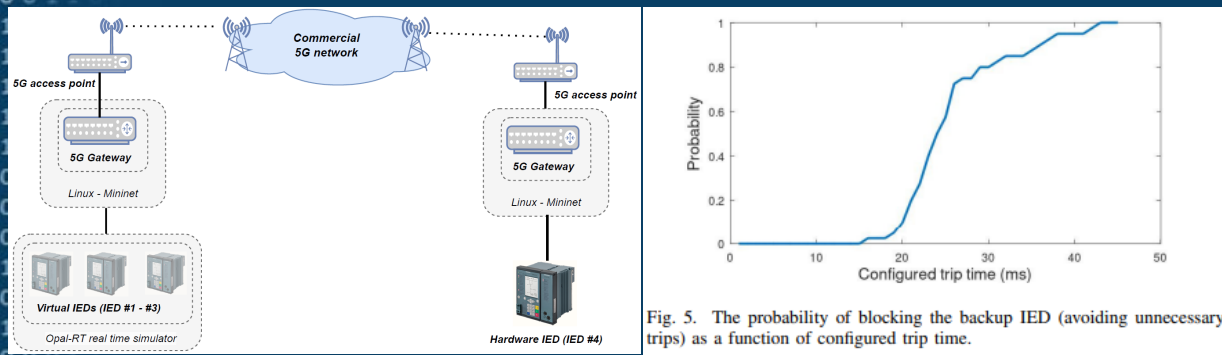 Commercial
5G network
5G access point
5G Gateway
Linux - Mininet
Virtual IEDs (IED #1 - #3)
Opal-RT real time simulator
5G access point
5G Gateway
Linux - Mininet
Hardware IED (IED #4)
1
0.8
0.6
0.4
0.2
0
Probability
0 10 20 30 40 50
Configured trip time (ms)
Fig. 5. The probability of blocking the backup IED (avoiding unnecessary
trips) as a function of configured trip time.